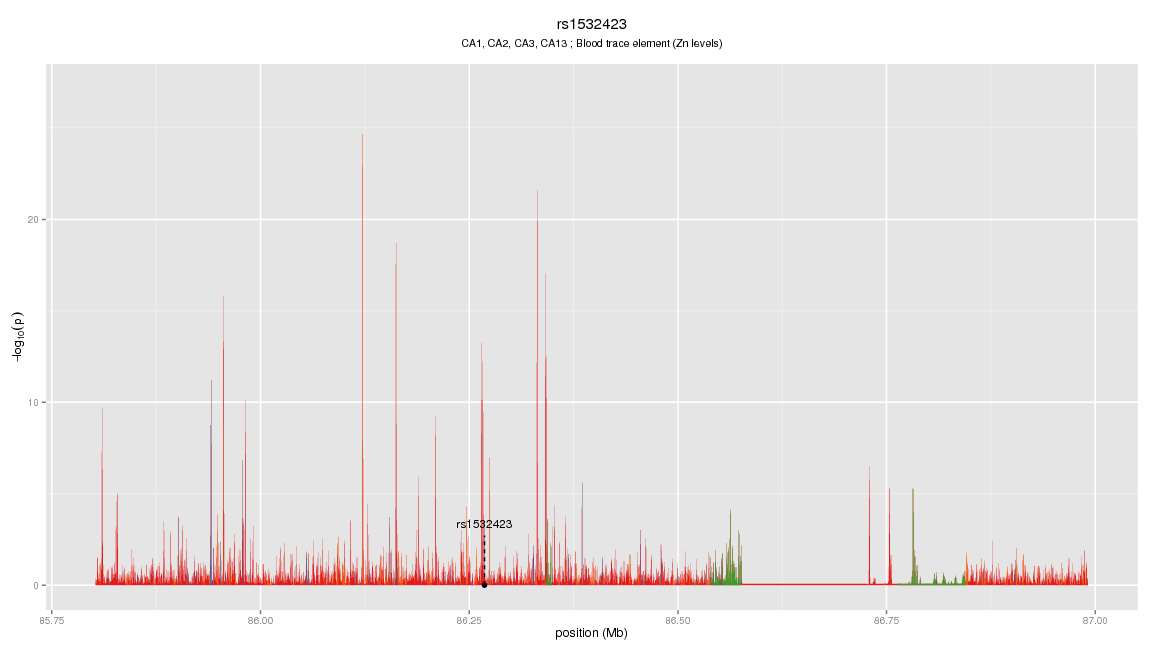 rs1532423
CA1, CA2, CA3, CA13 ; Blood trace element (Zn levels)
−log10(p)
20
10
0
rs1532423
85.75 86.00 86.25 86.50 86.75 87.00
position (Mb)